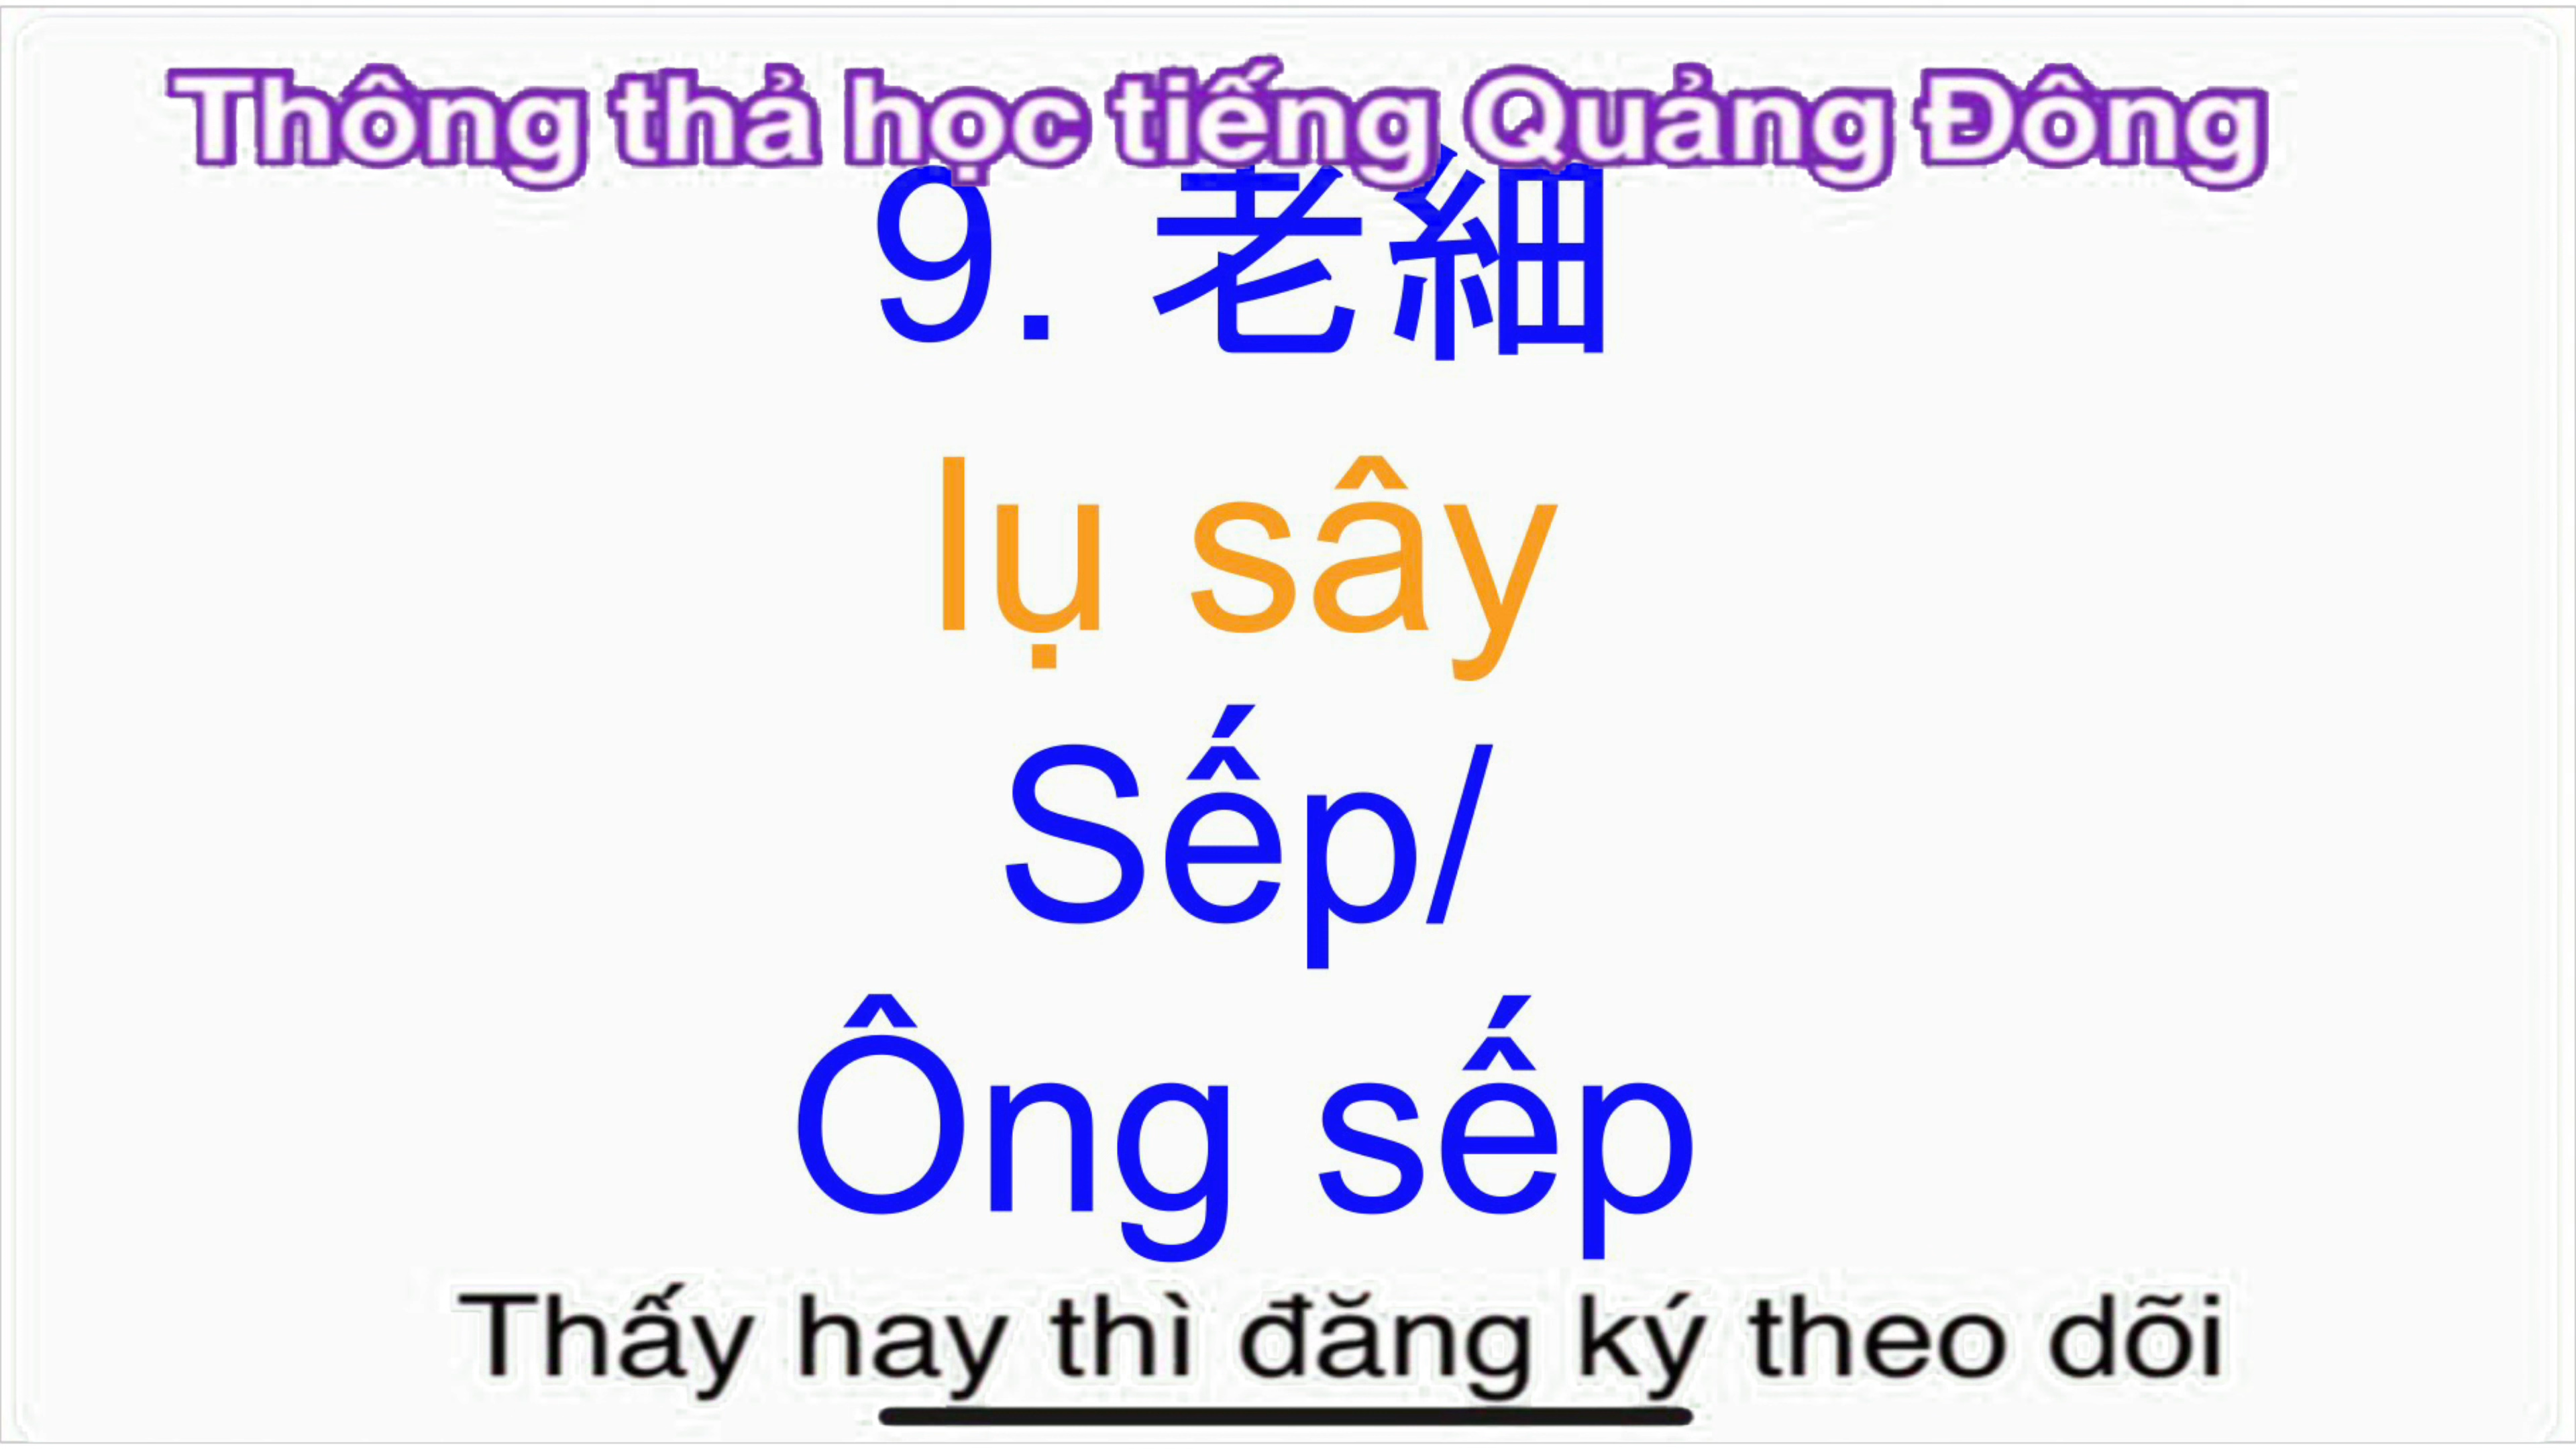 Thông thả học tiếng Quảng Đông
9. 老細
lụ sây
Sếp/
Ông sếp
Thấy hay thì đăng ký theo dõi